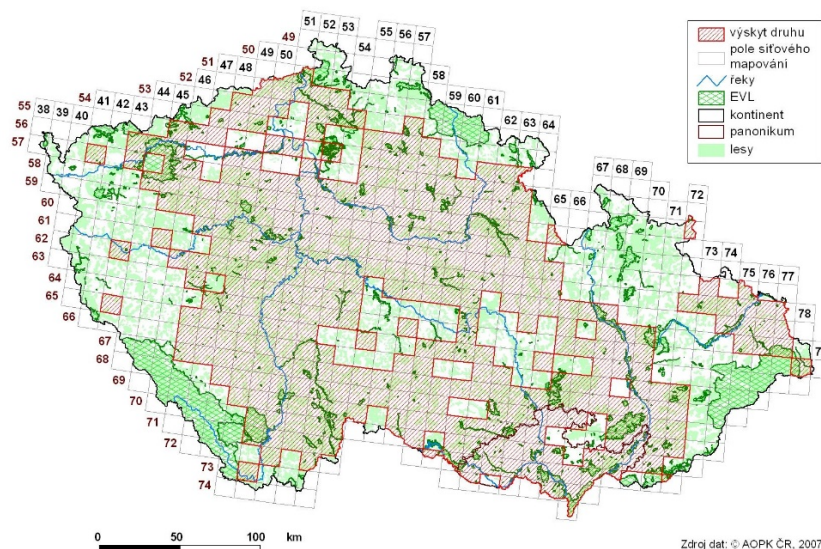 51 52 53
54
55 56 57
58
59 60 61
62 63 64
65 66
67 68 69
70
71
72
73 74
75 76 77
78
49
50
49 50
51
47 48
52
46
53
44 45
54
41 42 43
55
38 39 40
56
57
58
59
60
61
62
63
64
65
66
67
68
69
70
71
72
73
74
výskyt druhu
pole síťového
mapování
řeky
EVL
kontinent
panonikum
lesy
0 50 100 km
Zdroj dat: © AOPK ČR, 2007